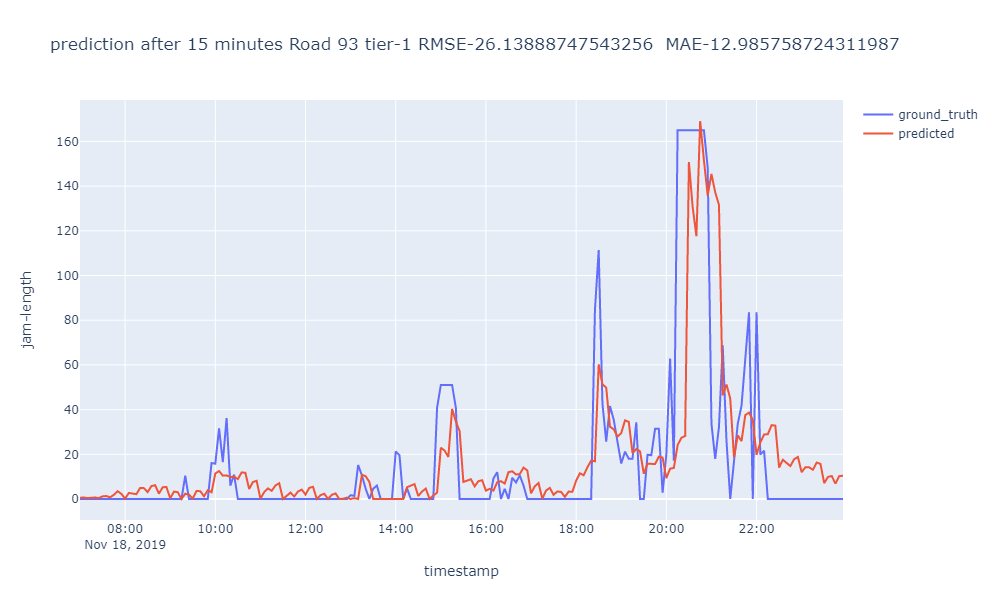 prediction after 15 minutes Road 93 tier-1 RMSE-26.13888747543256  MAE-12.985758724311987
ground_truth
predicted
160
140
120
100
80
60
40
20
0
jam-length
08:00 10:00 12:00 14:00 16:00 18:00 20:00 22:00
Nov 18, 2019
timestamp